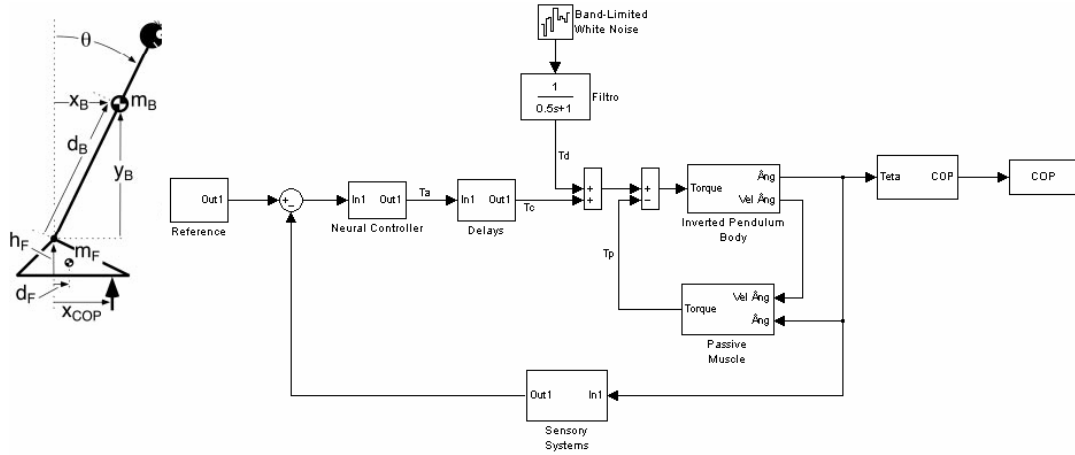 θ
x_B
m_B
d_B
y_B
h_F
m_F
d_F
x_COP
Band-Limited
White Noise
1
0.5s+1
Filtro
Td
Out1
Reference
+
−
In1 Out1
Neural Controller
Ta
In1 Out1
Delays
Tc
+
+
+
−
Tp
Torque
Âng
Vel Âng
Inverted Pendulum
Body
Torque
Vel Âng
Âng
Passive
Muscle
Teta COP
COP
Out1 In1
Sensory
Systems